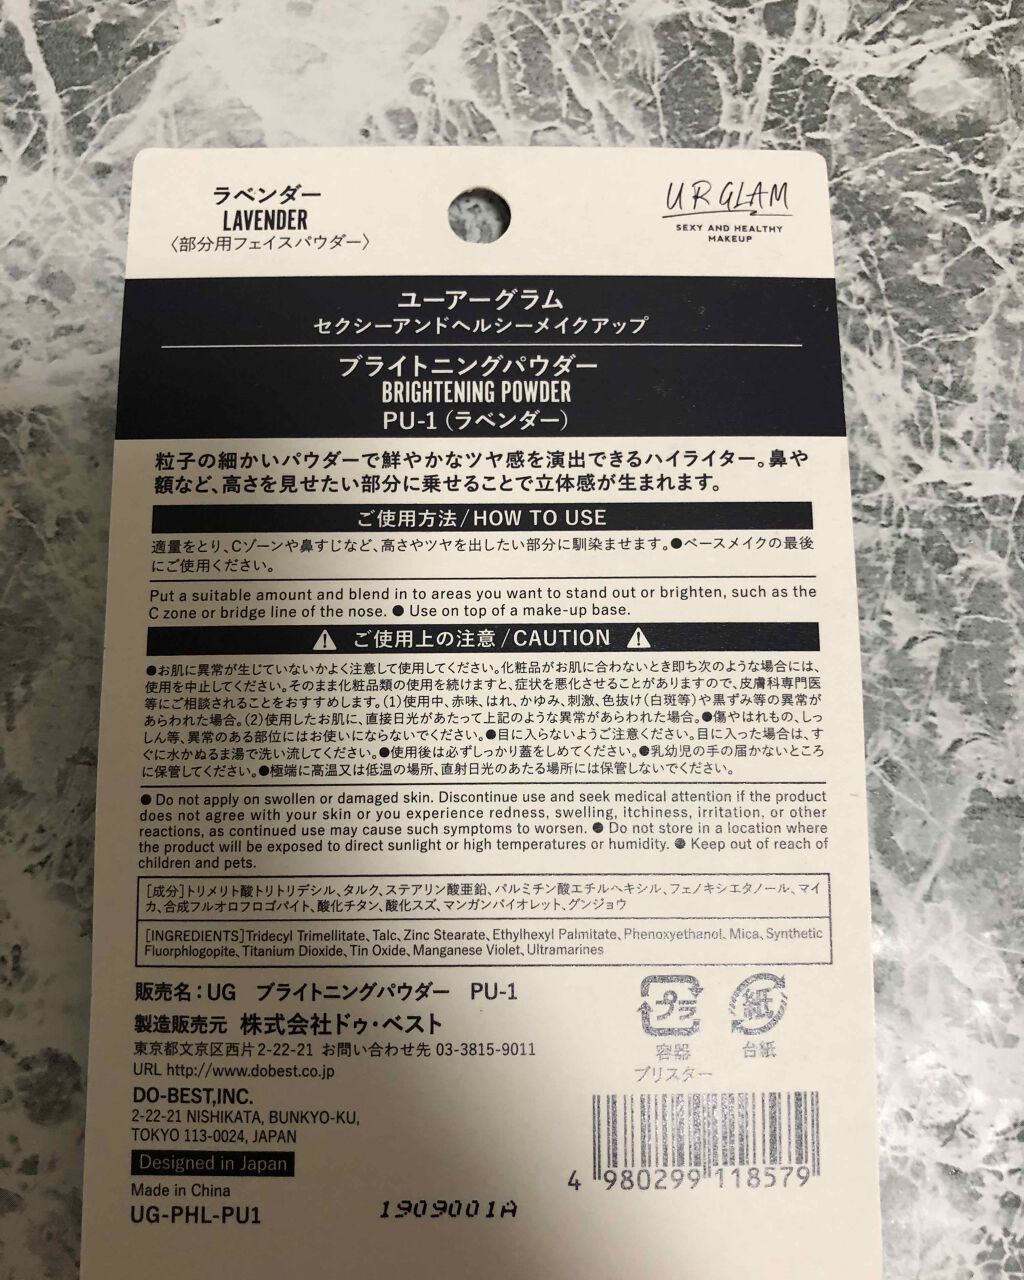 ラベンダー
LAVENDER
〈部分用フェイスパウダー〉
UR GLAM
SEXY AND HEALTHY
MAKEUP
ユーアーグラム
セクシーアンドヘルシーメイクアップ
ブライトニングパウダー
BRIGHTENING POWDER
PU-1（ラベンダー）
粒子の細かいパウダーで鮮やかなツヤ感を演出できるハイライター。鼻や
額など、高さを見せたい部分に乗せることで立体感が生まれます。
ご使用方法/HOW TO USE
適量をとり、Cゾーンや鼻すじなど、高さやツヤを出したい部分に馴染ませます。●ベースメイクの最後
にご使用ください。
Put a suitable amount and blend in to areas you want to stand out or brighten, such as the
C zone or bridge line of the nose. ● Use on top of a make-up base.
ご使用上の注意/CAUTION
●お肌に異常が生じていないかよく注意して使用してください。化粧品がお肌に合わないとき即ち次のような場合には、
使用を中止してください。そのまま化粧品類の使用を続けますと、症状を悪化させることがありますので、皮膚科専門医
等にご相談されることをおすすめします。(1)使用中、赤味、はれ、かゆみ、刺激、色抜け(白斑等)や黒ずみ等の異常が
あらわれた場合。(2)使用したお肌に、直接日光があたって上記のような異常があらわれた場合。●傷やはれもの、しっ
しん等、異常のある部位にはお使いにならないでください。●目に入らないようご注意ください。目に入った場合は、す
ぐに水かぬるま湯で洗い流してください。●使用後は必ずしっかり蓋をしめてください。●乳幼児の手の届かないところ
に保管してください。●極端に高温又は低温の場所、直射日光のあたる場所には保管しないでください。
● Do not apply on swollen or damaged skin. Discontinue use and seek medical attention if the product
does not agree with your skin or you experience redness, swelling, itchiness, irritation, or other
reactions, as continued use may cause such symptoms to worsen. ● Do not store in a location where
the product will be exposed to direct sunlight or high temperatures or humidity. ● Keep out of reach of
children and pets.
[成分]トリメリト酸トリトリデシル、タルク、ステアリン酸亜鉛、パルミチン酸エチルヘキシル、フェノキシエタノール、マイ
カ、合成フルオロフロゴパイト、酸化チタン、酸化スズ、マンガンバイオレット、グンジョウ
[INGREDIENTS]Tridecyl Trimellitate, Talc, Zinc Stearate, Ethylhexyl Palmitate, Phenoxyethanol, Mica, Synthetic
Fluorphlogopite, Titanium Dioxide, Tin Oxide, Manganese Violet, Ultramarines
販売名：UG　ブライトニングパウダー　PU-1
製造販売元 株式会社ドゥ・ベスト
東京都文京区西片2-22-21 お問い合わせ先 03-3815-9011
URL http://www.dobest.co.jp
DO-BEST,INC.
2-22-21 NISHIKATA, BUNKYO-KU,
TOKYO 113-0024, JAPAN
Designed in Japan
Made in China
UG-PHL-PU1
1909001A
プラ
容器
ブリスター
紙
台紙
4 980299 118579